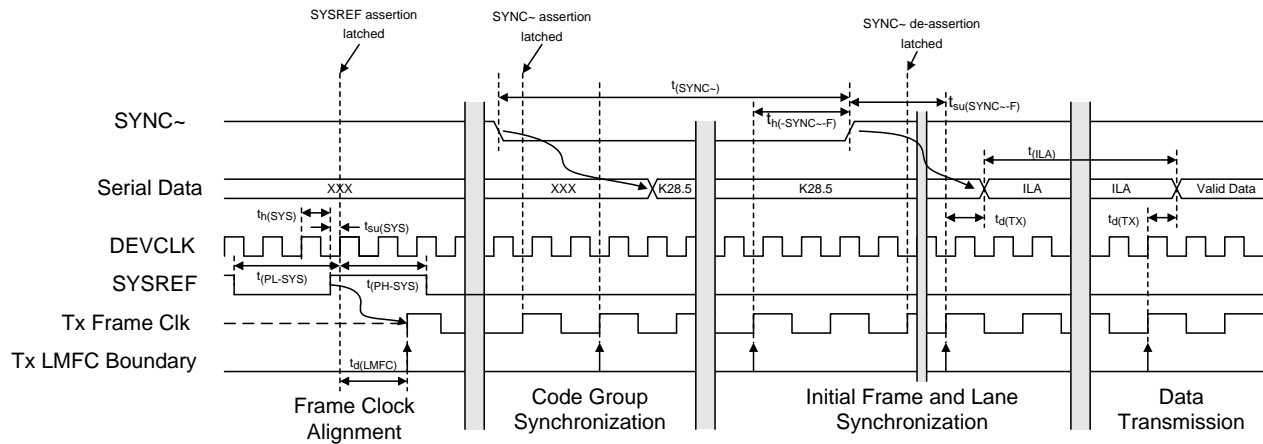 SYSREF assertion
latched
SYNC~ assertion
latched
SYNC~ de-assertion
latched
t(SYNC~)
th(-SYNC~-F)
tsu(SYNC~-F)
SYNC~
t(ILA)
Serial Data
XXX
XXX
K28.5
K28.5
ILA
ILA
Valid Data
th(SYS)
tsu(SYS)
td(TX)
td(TX)
DEVCLK
t(PL-SYS)
t(PH-SYS)
SYSREF
Tx Frame Clk
Tx LMFC Boundary
td(LMFC)
Frame Clock
Alignment
Code Group
Synchronization
Initial Frame and Lane
Synchronization
Data
Transmission